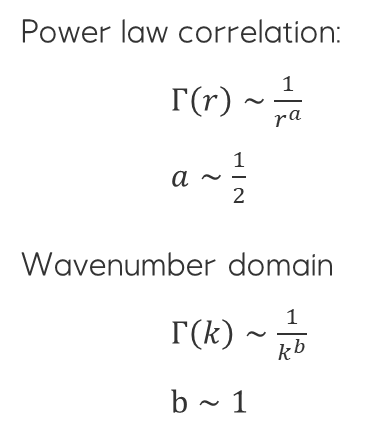 Power law correlation:
Γ(r) ~ 1/r^a
a ~ 1/2
Wavenumber domain
Γ(k) ~ 1/k^b
b ~ 1